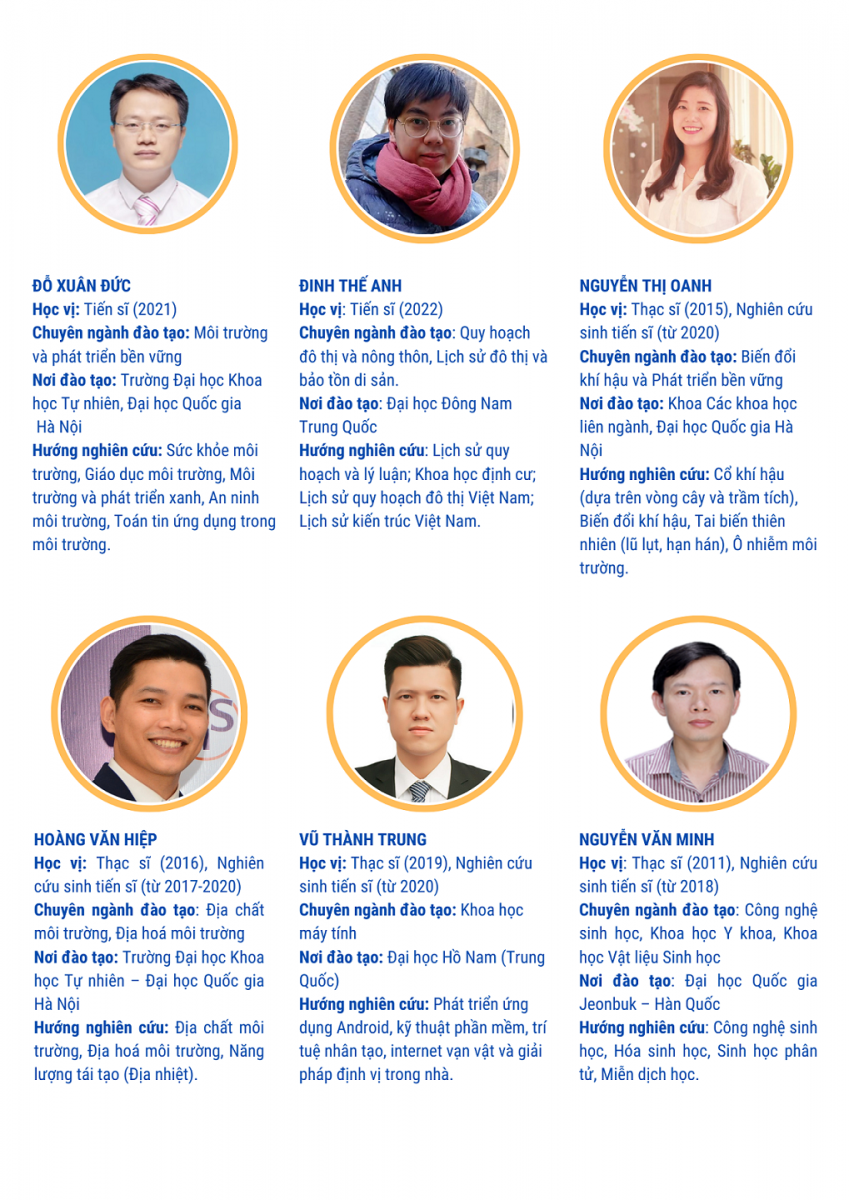 ĐỖ XUÂN ĐỨC
Học vị: Tiến sĩ (2021)
Chuyên ngành đào tạo: Môi trường
và phát triển bền vững
Nơi đào tạo: Trường Đại học Khoa
học Tự nhiên, Đại học Quốc gia
Hà Nội
Hướng nghiên cứu: Sức khỏe môi
trường, Giáo dục môi trường, Môi
trường và phát triển xanh, An ninh
môi trường, Toán tin ứng dụng trong
môi trường.
ĐINH THẾ ANH
Học vị: Tiến sĩ (2022)
Chuyên ngành đào tạo: Quy hoạch
đô thị và nông thôn, Lịch sử đô thị và
bảo tồn di sản.
Nơi đào tạo: Đại học Đông Nam
Trung Quốc
Hướng nghiên cứu: Lịch sử quy
hoạch và lý luận; Khoa học định cư;
Lịch sử quy hoạch đô thị Việt Nam;
Lịch sử kiến trúc Việt Nam.
NGUYỄN THỊ OANH
Học vị: Thạc sĩ (2015), Nghiên cứu
sinh tiến sĩ (từ 2020)
Chuyên ngành đào tạo: Biến đổi
khí hậu và Phát triển bền vững
Nơi đào tạo: Khoa Các khoa học
liên ngành, Đại học Quốc gia Hà
Nội
Hướng nghiên cứu: Cổ khí hậu
(dựa trên vòng cây và trầm tích),
Biến đổi khí hậu, Tai biến thiên
nhiên (lũ lụt, hạn hán), Ô nhiễm môi
trường.
HOÀNG VĂN HIỆP
Học vị: Thạc sĩ (2016), Nghiên
cứu sinh tiến sĩ (từ 2017-2020)
Chuyên ngành đào tạo: Địa chất
môi trường, Địa hoá môi trường
Nơi đào tạo: Trường Đại học Khoa
học Tự nhiên – Đại học Quốc gia
Hà Nội
Hướng nghiên cứu: Địa chất môi
trường, Địa hoá môi trường, Năng
lượng tái tạo (Địa nhiệt).
VŨ THÀNH TRUNG
Học vị: Thạc sĩ (2019), Nghiên cứu
sinh tiến sĩ (từ 2020)
Chuyên ngành đào tạo: Khoa học
máy tính
Nơi đào tạo: Đại học Hồ Nam (Trung
Quốc)
Hướng nghiên cứu: Phát triển ứng
dụng Android, kỹ thuật phần mềm, trí
tuệ nhân tạo, internet vạn vật và giải
pháp định vị trong nhà.
NGUYỄN VĂN MINH
Học vị: Thạc sĩ (2011), Nghiên cứu
sinh tiến sĩ (từ 2018)
Chuyên ngành đào tạo: Công nghệ
sinh học, Khoa học Y khoa, Khoa
học Vật liệu Sinh học
Nơi đào tạo: Đại học Quốc gia
Jeonbuk – Hàn Quốc
Hướng nghiên cứu: Công nghệ sinh
học, Hóa sinh học, Sinh học phân
tử, Miễn dịch học.